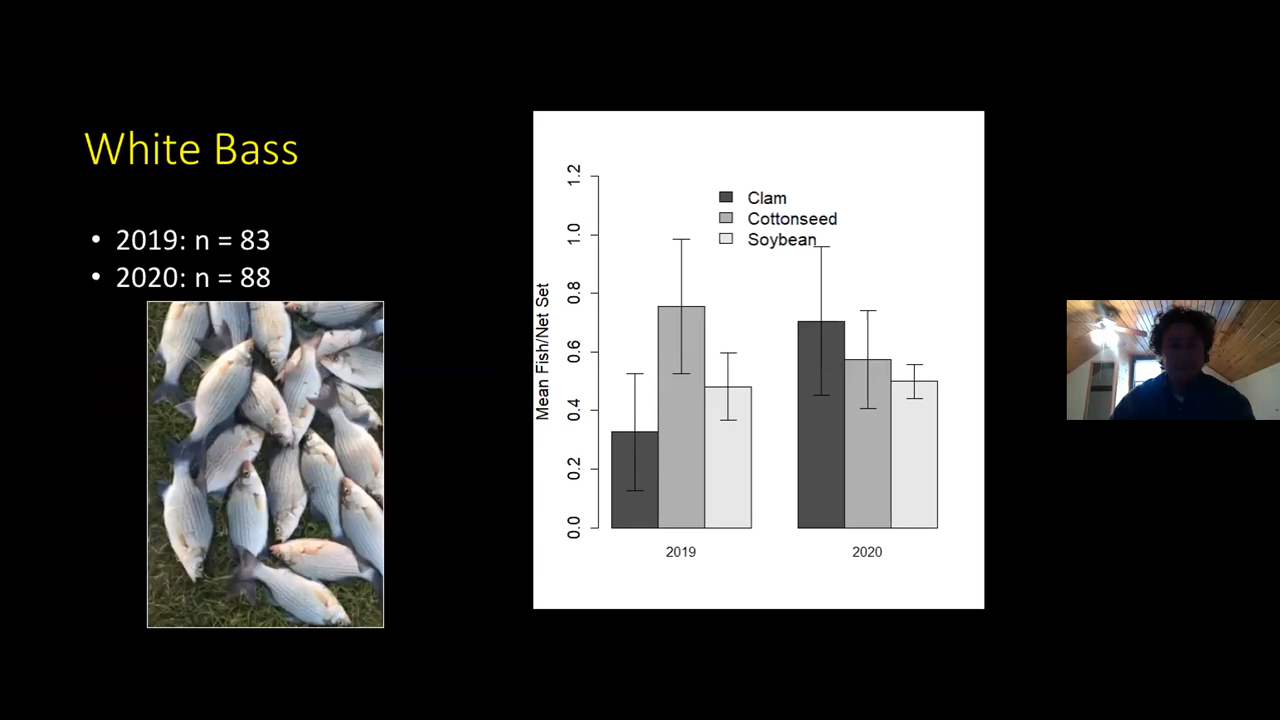 White Bass
• 2019: n = 83
• 2020: n = 88
Mean Fish/Net Set
1.2
1.0
0.8
0.6
0.4
0.2
0.0
Clam
Cottonseed
Soybean
2019
2020